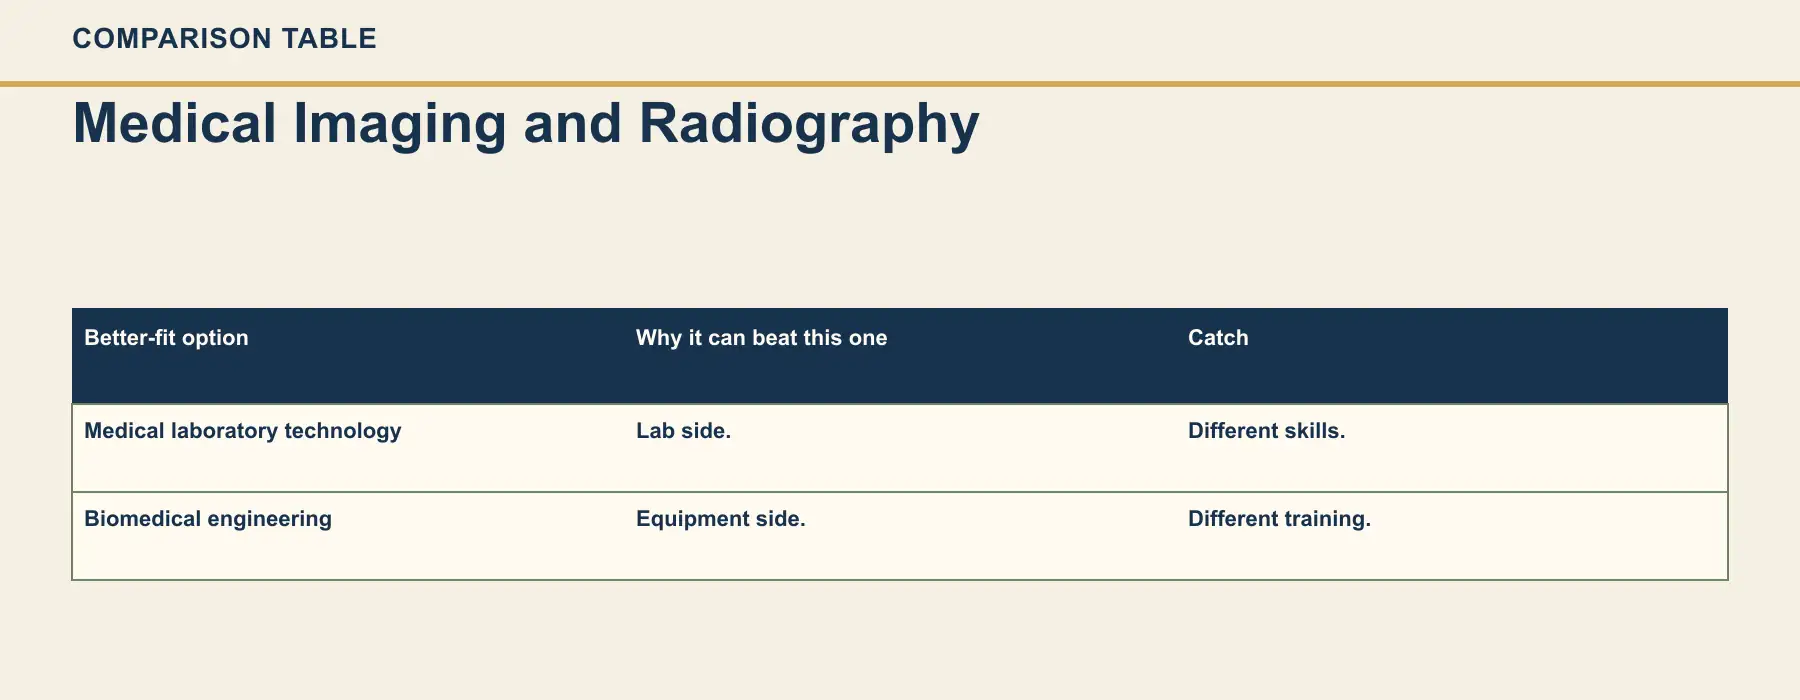 COMPARISON TABLE
Medical Imaging and Radiography
Better-fit option Why it can beat this one Catch
Medical laboratory technology Lab side. Different skills.
Biomedical engineering Equipment side. Different training.